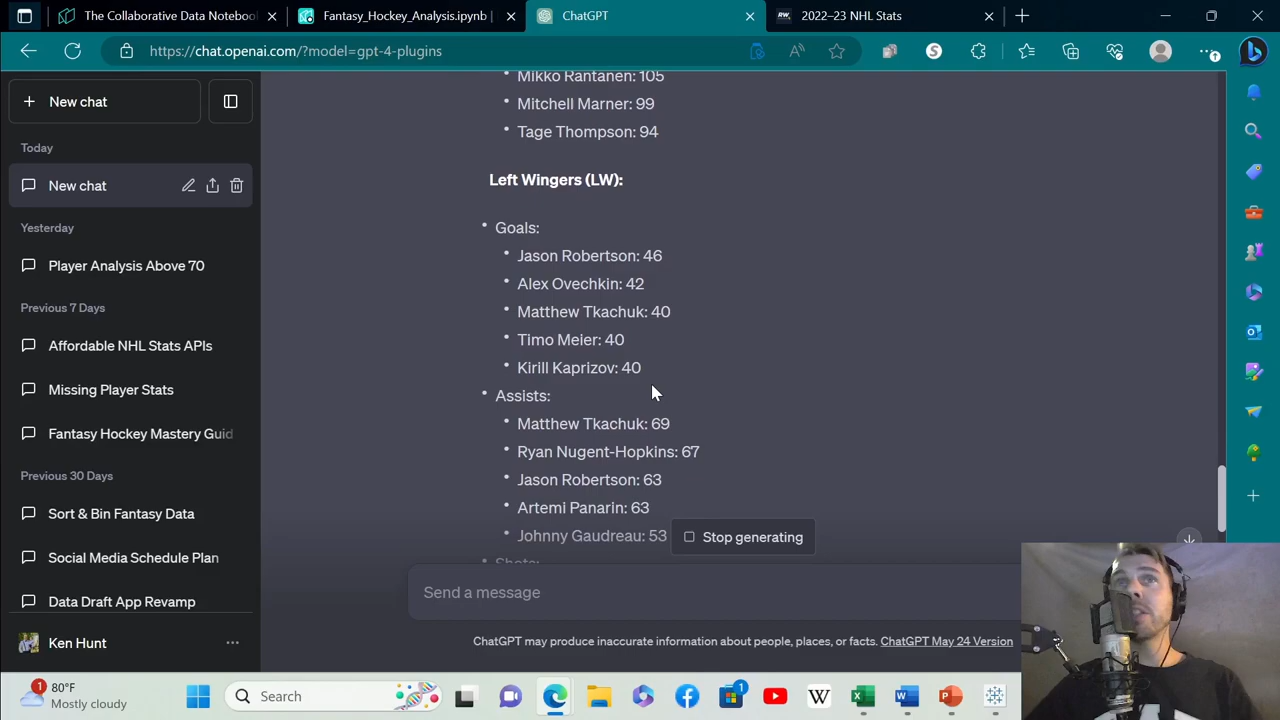 The Collaborative Data Notebool
Fantasy_Hockey_Analysis.ipynb |
ChatGPT
RW. 2022–23 NHL Stats
https://chat.openai.com/?model=gpt-4-plugins
New chat
Today
New chat
Yesterday
Player Analysis Above 70
Previous 7 Days
Affordable NHL Stats APIs
Missing Player Stats
Fantasy Hockey Mastery Guid
Previous 30 Days
Sort & Bin Fantasy Data
Social Media Schedule Plan
Data Draft App Revamp
Ken Hunt
Mikko Rantanen: 105
Mitchell Marner: 99
Tage Thompson: 94
Left Wingers (LW):
Goals:
Jason Robertson: 46
Alex Ovechkin: 42
Matthew Tkachuk: 40
Timo Meier: 40
Kirill Kaprizov: 40
Assists:
Matthew Tkachuk: 69
Ryan Nugent-Hopkins: 67
Jason Robertson: 63
Artemi Panarin: 63
Johnny Gaudreau: 53
Shots:
Stop generating
Send a message
ChatGPT may produce inaccurate information about people, places, or facts. ChatGPT May 24 Version
1
80°F
Mostly cloudy
Search
1